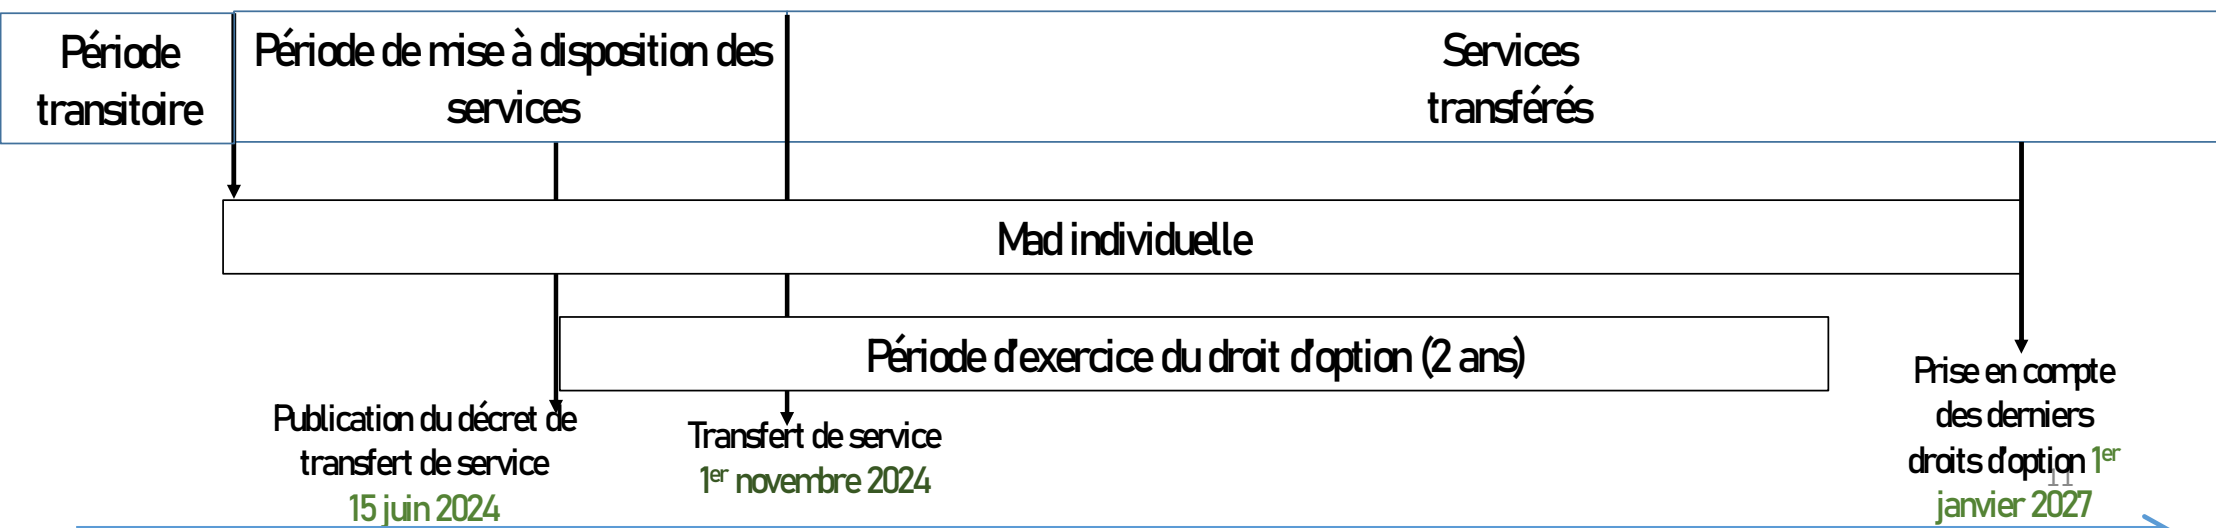 Période
transitoire
Période de mise à disposition des
services
Services
transférés
Mad individuelle
Période d'exercice du droit d'option (2 ans)
Publication du décret de
transfert de service
15 juin 2024
Transfert de service
1er novembre 2024
Prise en compte
des derniers
droits d'option 1er
janvier 2027
11